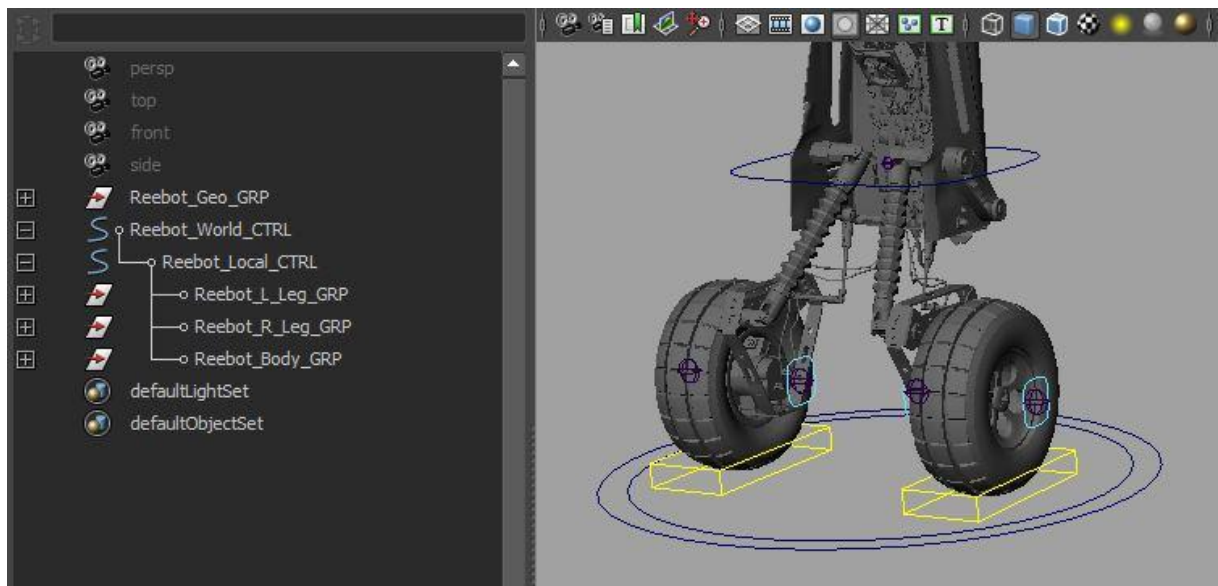 persp
top
front
side
Reebot_Geo_GRP
Reebot_World_CTRL
Reebot_Local_CTRL
Reebot_L_Leg_GRP
Reebot_R_Leg_GRP
Reebot_Body_GRP
defaultLightSet
defaultObjectSet
T